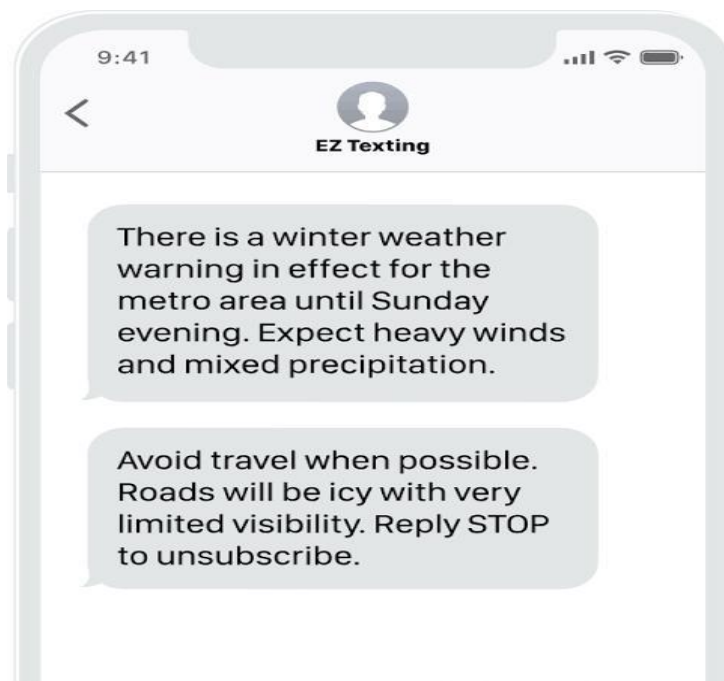 9:41
EZ Texting
There is a winter weather
warning in effect for the
metro area until Sunday
evening. Expect heavy winds
and mixed precipitation.
Avoid travel when possible.
Roads will be icy with very
limited visibility. Reply STOP
to unsubscribe.